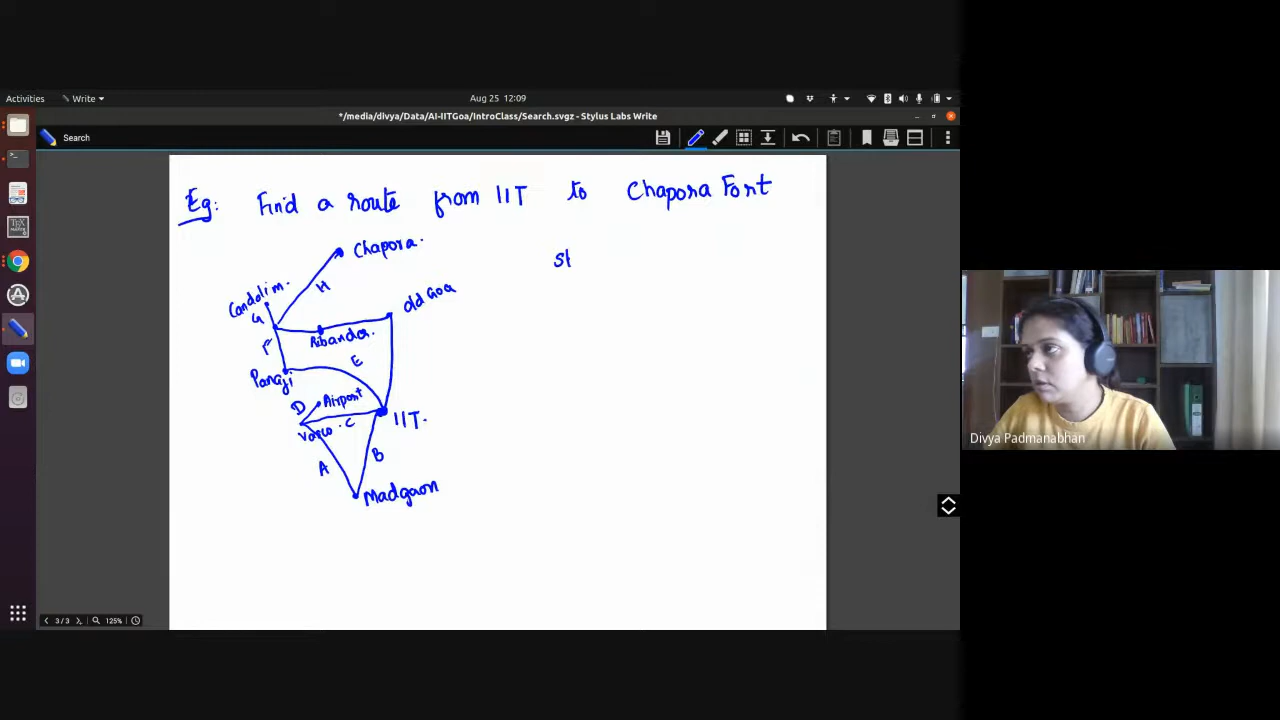 Activities
Write
Aug 25 12:09
*/media/divya/Data/AI-IITGoa/IntroClass/Search.svgz - Stylus Labs Write
Search
Eg: Find a route from IIT to Chapora Fort
Chapora.
St
Candolim.
H
G
Old Goa
Ribandar.
F
E
Panaji
D
Airport
IIT.
Vasco
C
B
A
Madgaon
Divya Padmanabhan
3/3
125%